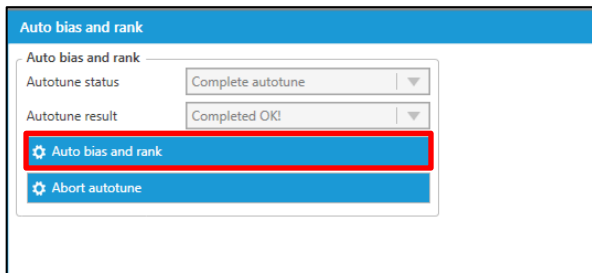 Auto bias and rank
Auto bias and rank
Autotune status Complete autotune
Autotune result Completed OK!
Auto bias and rank
Abort autotune